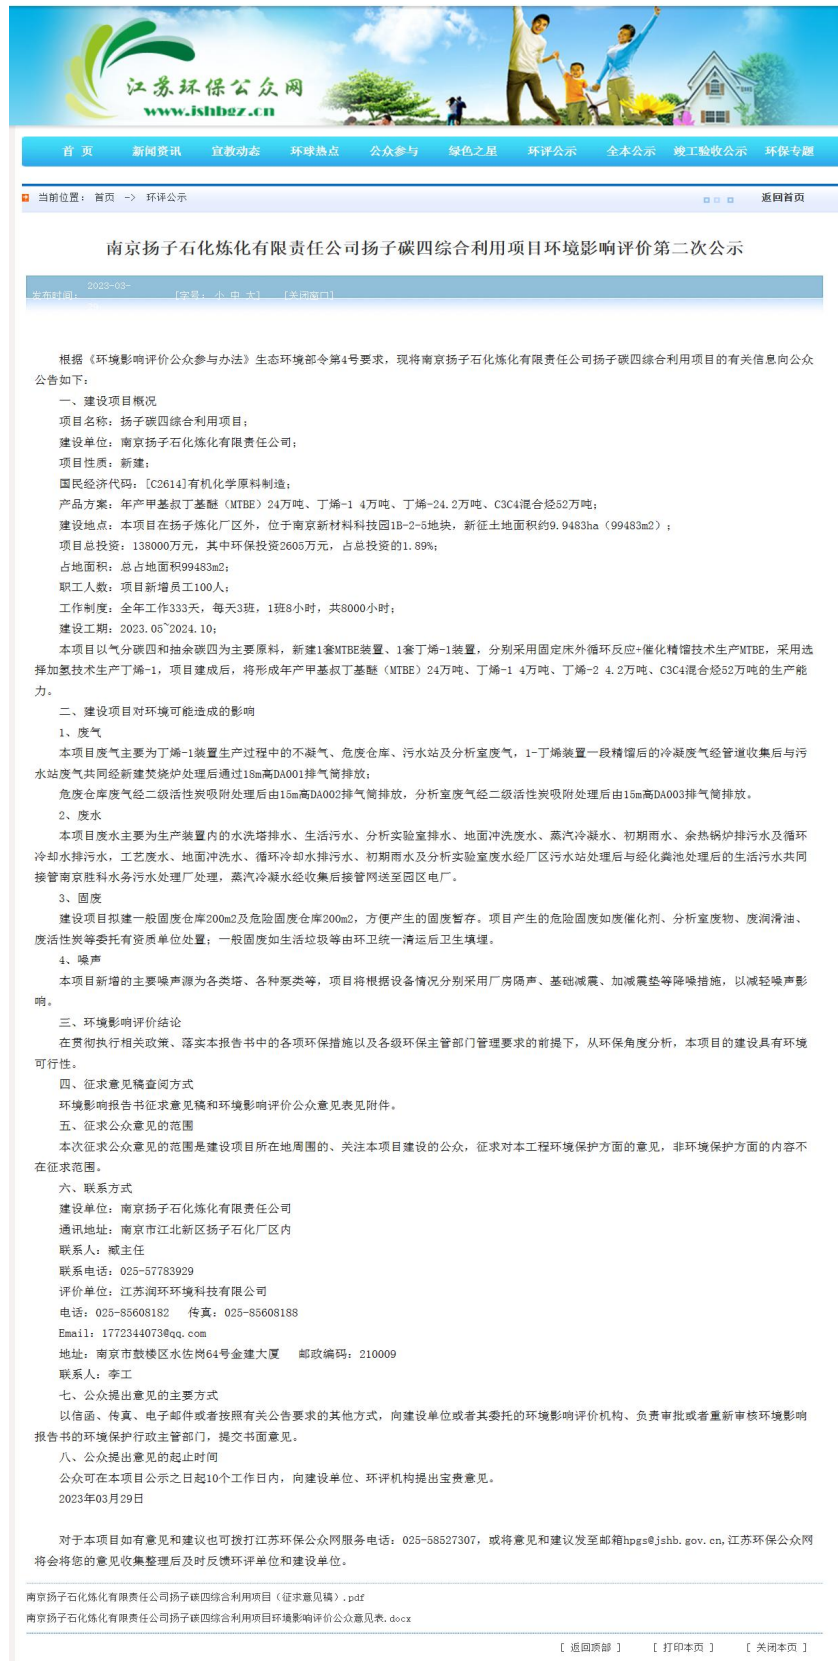 江苏环保公众网
www.jshbgz.cn
首 页 新闻资讯 宣教动态 环球热点 公众参与 绿色之星 环评公示 全本公示 竣工验收公示 环保专题
当前位置: 首页 -> 环评公示 返回首页
南京扬子石化炼化有限责任公司扬子碳四综合利用项目环境影响评价第二次公示
发布时间: 2023-03- [字号: 小 中 大] [关闭窗口]
根据《环境影响评价公众参与办法》生态环境部令第4号要求, 现将南京扬子石化炼化有限责任公司扬子碳四综合利用项目的有关信息向公众
公告如下:
一、建设项目概况
项目名称: 扬子碳四综合利用项目;
建设单位: 南京扬子石化炼化有限责任公司;
项目性质: 新建;
国民经济代码: [C2614]有机化学原料制造;
产品方案: 年产甲基叔丁基醚（MTBE）24万吨、丁烯-1 4万吨、丁烯-24.2万吨、C3C4混合烃52万吨;
建设地点: 本项目在扬子炼化厂区外, 位于南京新材料科技园1B-2-5地块, 新征土地面积约9.9483ha（99483m2）;
项目总投资: 138000万元, 其中环保投资2605万元, 占总投资的1.89%;
占地面积: 总占地面积99483m2;
职工人数: 项目新增员工100人;
工作制度: 全年工作333天, 每天3班, 1班8小时, 共8000小时;
建设工期: 2023.05~2024.10;
本项目以气分碳四和抽余碳四为主要原料, 新建1套MTBE装置、1套丁烯-1装置, 分别采用固定床外循环反应+催化精馏技术生产MTBE, 采用选
择加氢技术生产丁烯-1, 项目建成后, 将形成年产甲基叔丁基醚（MTBE）24万吨、丁烯-1 4万吨、丁烯-2 4.2万吨、C3C4混合烃52万吨的生产能
力。
二、建设项目对环境可能造成的影响
1、废气
本项目废气主要为丁烯-1装置生产过程中的不凝气、危废仓库、污水站及分析室废气, 1-丁烯装置一段精馏后的冷凝废气经管道收集后与污
水站废气共同经新建焚烧炉处理后通过18m高DA001排气筒排放;
危废仓库废气经二级活性炭吸附处理后由15m高DA002排气筒排放, 分析室废气经二级活性炭吸附处理后由15m高DA003排气筒排放。
2、废水
本项目废水主要为生产装置内的水洗塔排水、生活污水、分析实验室排水、地面冲洗废水、蒸汽冷凝水、初期雨水、余热锅炉排污水及循环
冷却水排污水, 工艺废水、地面冲洗水、循环冷却水排污水、初期雨水及分析实验室废水经厂区污水站处理后与经化粪池处理后的生活污水共同
接管南京胜科水务污水处理厂处理, 蒸汽冷凝水经收集后接管网送至园区电厂。
3、固废
建设项目拟建一般固废仓库200m2及危险固废仓库200m2, 方便产生的固废暂存。项目产生的危险固废如废催化剂、分析室废物、废润滑油、
废活性炭等委托有资质单位处置; 一般固废如生活垃圾等由环卫统一清运后卫生填埋。
4、噪声
本项目新增的主要噪声源为各类塔、各种泵类等, 项目将根据设备情况分别采用厂房隔声、基础减震、加减震垫等降噪措施, 以减轻噪声影
响。
三、环境影响评价结论
在贯彻执行相关政策、落实本报告书中的各项环保措施以及各级环保主管部门管理要求的前提下, 从环保角度分析, 本项目的建设具有环境
可行性。
四、征求意见稿查阅方式
环境影响报告书征求意见稿和环境影响评价公众意见表见附件。
五、征求公众意见的范围
本次征求公众意见的范围是建设项目所在地周围的、关注本项目建设的公众, 征求对本工程环境保护方面的意见, 非环境保护方面的内容不
在征求范围。
六、联系方式
建设单位: 南京扬子石化炼化有限责任公司
通讯地址: 南京市江北新区扬子石化厂区内
联系人: 臧主任
联系电话: 025-57783929
评价单位: 江苏润环环境科技有限公司
电话: 025-85608182 传真: 025-85608188
Email: 1772344073@qq.com
地址: 南京市鼓楼区水佐岗64号金建大厦 邮政编码: 210009
联系人: 李工
七、公众提出意见的主要方式
以信函、传真、电子邮件或者按照有关公告要求的其他方式, 向建设单位或者其委托的环境影响评价机构、负责审批或者重新审核环境影响
报告书的环境保护行政主管部门, 提交书面意见。
八、公众提出意见的起止时间
公众可在本项目公示之日起10个工作日内, 向建设单位、环评机构提出宝贵意见。
2023年03月29日
对于本项目如有意见和建议也可拨打江苏环保公众网服务电话: 025-58527307, 或将意见和建议发至邮箱hpgs@jshb.gov.cn,江苏环保公众网
将会将您的意见收集整理后及时反馈环评单位和建设单位。
南京扬子石化炼化有限责任公司扬子碳四综合利用项目（征求意见稿）.pdf
南京扬子石化炼化有限责任公司扬子碳四综合利用项目环境影响评价公众意见表.docx
[ 返回顶部 ] [ 打印本页 ] [ 关闭本页 ]